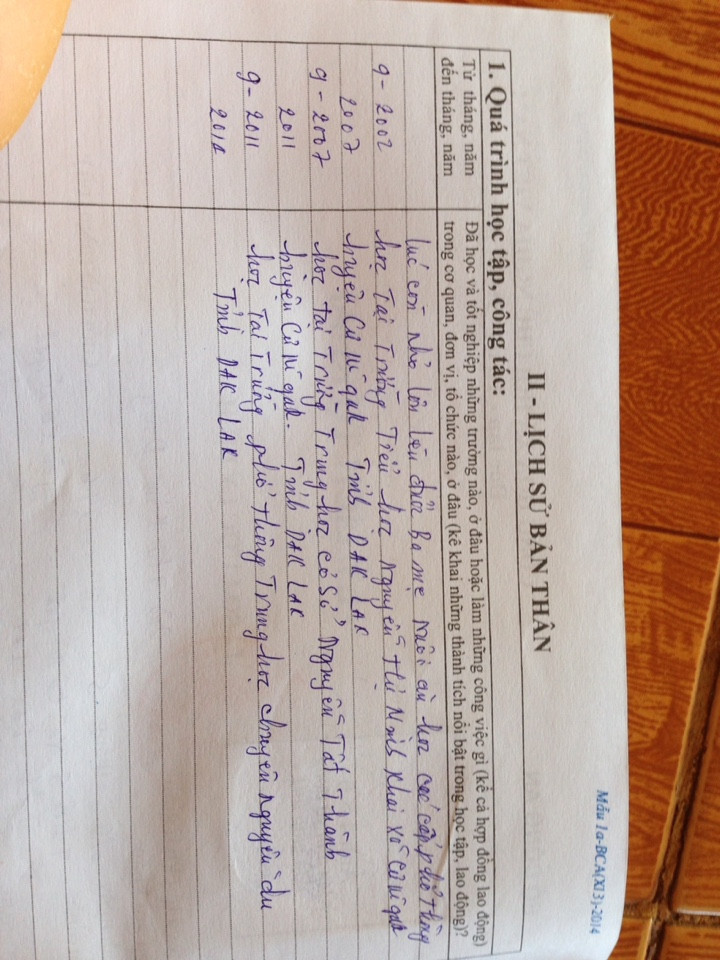 Mẫu 1a-BCA(X13)-2014
II - LỊCH SỬ BẢN THÂN
1. Quá trình học tập, công tác:
Từ tháng, năm
đến tháng, năm
Đã học và tốt nghiệp những trường nào, ở đâu hoặc làm những công việc gì (kể cả hợp đồng lao động)
trong cơ quan, đơn vị, tổ chức nào, ở đâu (kê khai những thành tích nổi bật trong học tập, lao động)?
Lúc còn nhỏ lớn lên được Ba mẹ nuôi ăn học các cấp phổ thông
9-2002 học Tại Trường Tiểu học Nguyễn Thị Minh Khai xã
2007 huyện Cư Mgar Tỉnh DAK LAK
9-2007 học tại Trường Trung học cơ sở Nguyễn Tất Thành
2011 huyện Cư Mgar. Tỉnh DAK LAK
9-2011 học Tại Trường phổ thông Trung học chuyên Nguyễn du
Tỉnh DAK LAK